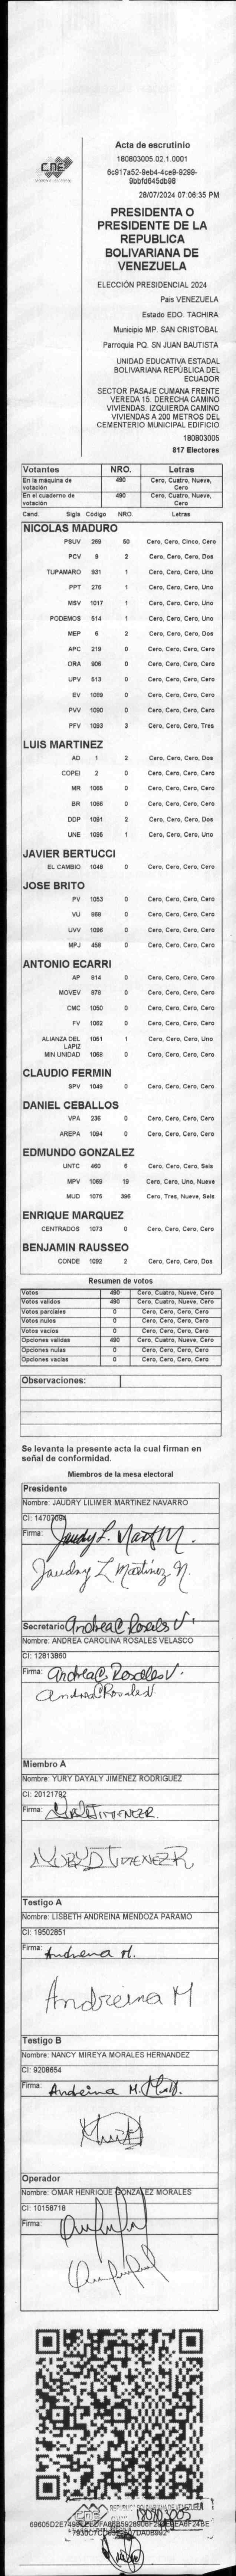 CNE
Acta de escrutinio
180803005.02.1.0001
6c917a52-9eb4-4ce9-9299-
9bbfd645db98
28/07/2024 07:06:35 PM
PRESIDENTA O
PRESIDENTE DE LA
REPUBLICA
BOLIVARIANA DE
VENEZUELA
ELECCIÓN PRESIDENCIAL 2024
Pais VENEZUELA
Estado EDO. TACHIRA
Municipio MP. SAN CRISTOBAL
Parroquia PQ. SN JUAN BAUTISTA
UNIDAD EDUCATIVA ESTADAL
BOLIVARIANA REPÚBLICA DEL
ECUADOR
SECTOR PASAJE CUMANA FRENTE
VEREDA 15. DERECHA CAMINO
VIVIENDAS. IZQUIERDA CAMINO
VIVIENDAS A 200 METROS DEL
CEMENTERIO MUNICIPAL EDIFICIO
180803005
817 Electores
Votantes NRO. Letras
En la máquina de votación 490 Cero, Cuatro, Nueve, Cero
En el cuaderno de votación 490 Cero, Cuatro, Nueve, Cero
Cand. Sigla Código NRO. Letras
NICOLAS MADURO
PSUV 269 50 Cero, Cero, Cinco, Cero
PCV 9 2 Cero, Cero, Cero, Dos
TUPAMARO 931 1 Cero, Cero, Cero, Uno
PPT 276 1 Cero, Cero, Cero, Uno
MSV 1017 1 Cero, Cero, Cero, Uno
PODEMOS 514 1 Cero, Cero, Cero, Uno
MEP 6 2 Cero, Cero, Cero, Dos
APC 219 0 Cero, Cero, Cero, Cero
ORA 906 0 Cero, Cero, Cero, Cero
UPV 513 0 Cero, Cero, Cero, Cero
EV 1089 0 Cero, Cero, Cero, Cero
PVV 1090 0 Cero, Cero, Cero, Cero
PFV 1093 3 Cero, Cero, Cero, Tres
LUIS MARTINEZ
AD 1 2 Cero, Cero, Cero, Dos
COPEI 2 0 Cero, Cero, Cero, Cero
MR 1065 0 Cero, Cero, Cero, Cero
BR 1066 0 Cero, Cero, Cero, Cero
DDP 1091 2 Cero, Cero, Cero, Dos
UNE 1095 1 Cero, Cero, Cero, Uno
JAVIER BERTUCCI
EL CAMBIO 1048 0 Cero, Cero, Cero, Cero
JOSE BRITO
PV 1053 0 Cero, Cero, Cero, Cero
VU 868 0 Cero, Cero, Cero, Cero
UVV 1096 0 Cero, Cero, Cero, Cero
MPJ 458 0 Cero, Cero, Cero, Cero
ANTONIO ECARRI
AP 914 0 Cero, Cero, Cero, Cero
MOVEV 978 0 Cero, Cero, Cero, Cero
CMC 1050 0 Cero, Cero, Cero, Cero
FV 1052 0 Cero, Cero, Cero, Cero
ALIANZA DEL LAPIZ 1051 1 Cero, Cero, Cero, Uno
MIN UNIDAD 1068 0 Cero, Cero, Cero, Cero
CLAUDIO FERMIN
SPV 1049 0 Cero, Cero, Cero, Cero
DANIEL CEBALLOS
VPA 236 0 Cero, Cero, Cero, Cero
AREPA 1094 0 Cero, Cero, Cero, Cero
EDMUNDO GONZALEZ
UNTC 460 6 Cero, Cero, Cero, Seis
MPV 1069 19 Cero, Cero, Uno, Nueve
MUD 1075 396 Cero, Tres, Nueve, Seis
ENRIQUE MARQUEZ
CENTRADOS 1073 0 Cero, Cero, Cero, Cero
BENJAMIN RAUSSEO
CONDE 1092 2 Cero, Cero, Cero, Dos
Resumen de votos
Votos 490 Cero, Cuatro, Nueve, Cero
Votos validos 490 Cero, Cuatro, Nueve, Cero
Votos parciales 0 Cero, Cero, Cero, Cero
Votos nulos 0 Cero, Cero, Cero, Cero
Votos vacios 0 Cero, Cero, Cero, Cero
Opciones validas 490 Cero, Cuatro, Nueve, Cero
Opciones nulas 0 Cero, Cero, Cero, Cero
Opciones vacias 0 Cero, Cero, Cero, Cero
Observaciones:
Se levanta la presente acta la cual firman en
señal de conformidad.
Miembros de la mesa electoral
Presidente
Nombre: JAUDRY LILIMER MARTINEZ NAVARRO
CI: 14707094
Firma: Jaudry L. Martínez N.
Jaudry L Martínez N.
Secretario Andrea C Rosales V.
Nombre: ANDREA CAROLINA ROSALES VELASCO
CI: 12813860
Firma: Andrea C. Rosales V.
Andrea C Rosales V.
Miembro A
Nombre: YURY DAYALY JIMENEZ RODRIGUEZ
CI: 20121792
Firma:
Testigo A
Nombre: LISBETH ANDREINA MENDOZA PARAMO
CI: 19502851
Firma: Andreina M.
Andreina M
Testigo B
Nombre: NANCY MIREYA MORALES HERNANDEZ
CI: 9208654
Firma: Andreina M.
Operador
Nombre: OMAR HENRIQUE GONZALEZ MORALES
CI: 10158718
Firma:
CNE
REPUBLICA BOLIVARIANA DE VENEZUELA
180803005